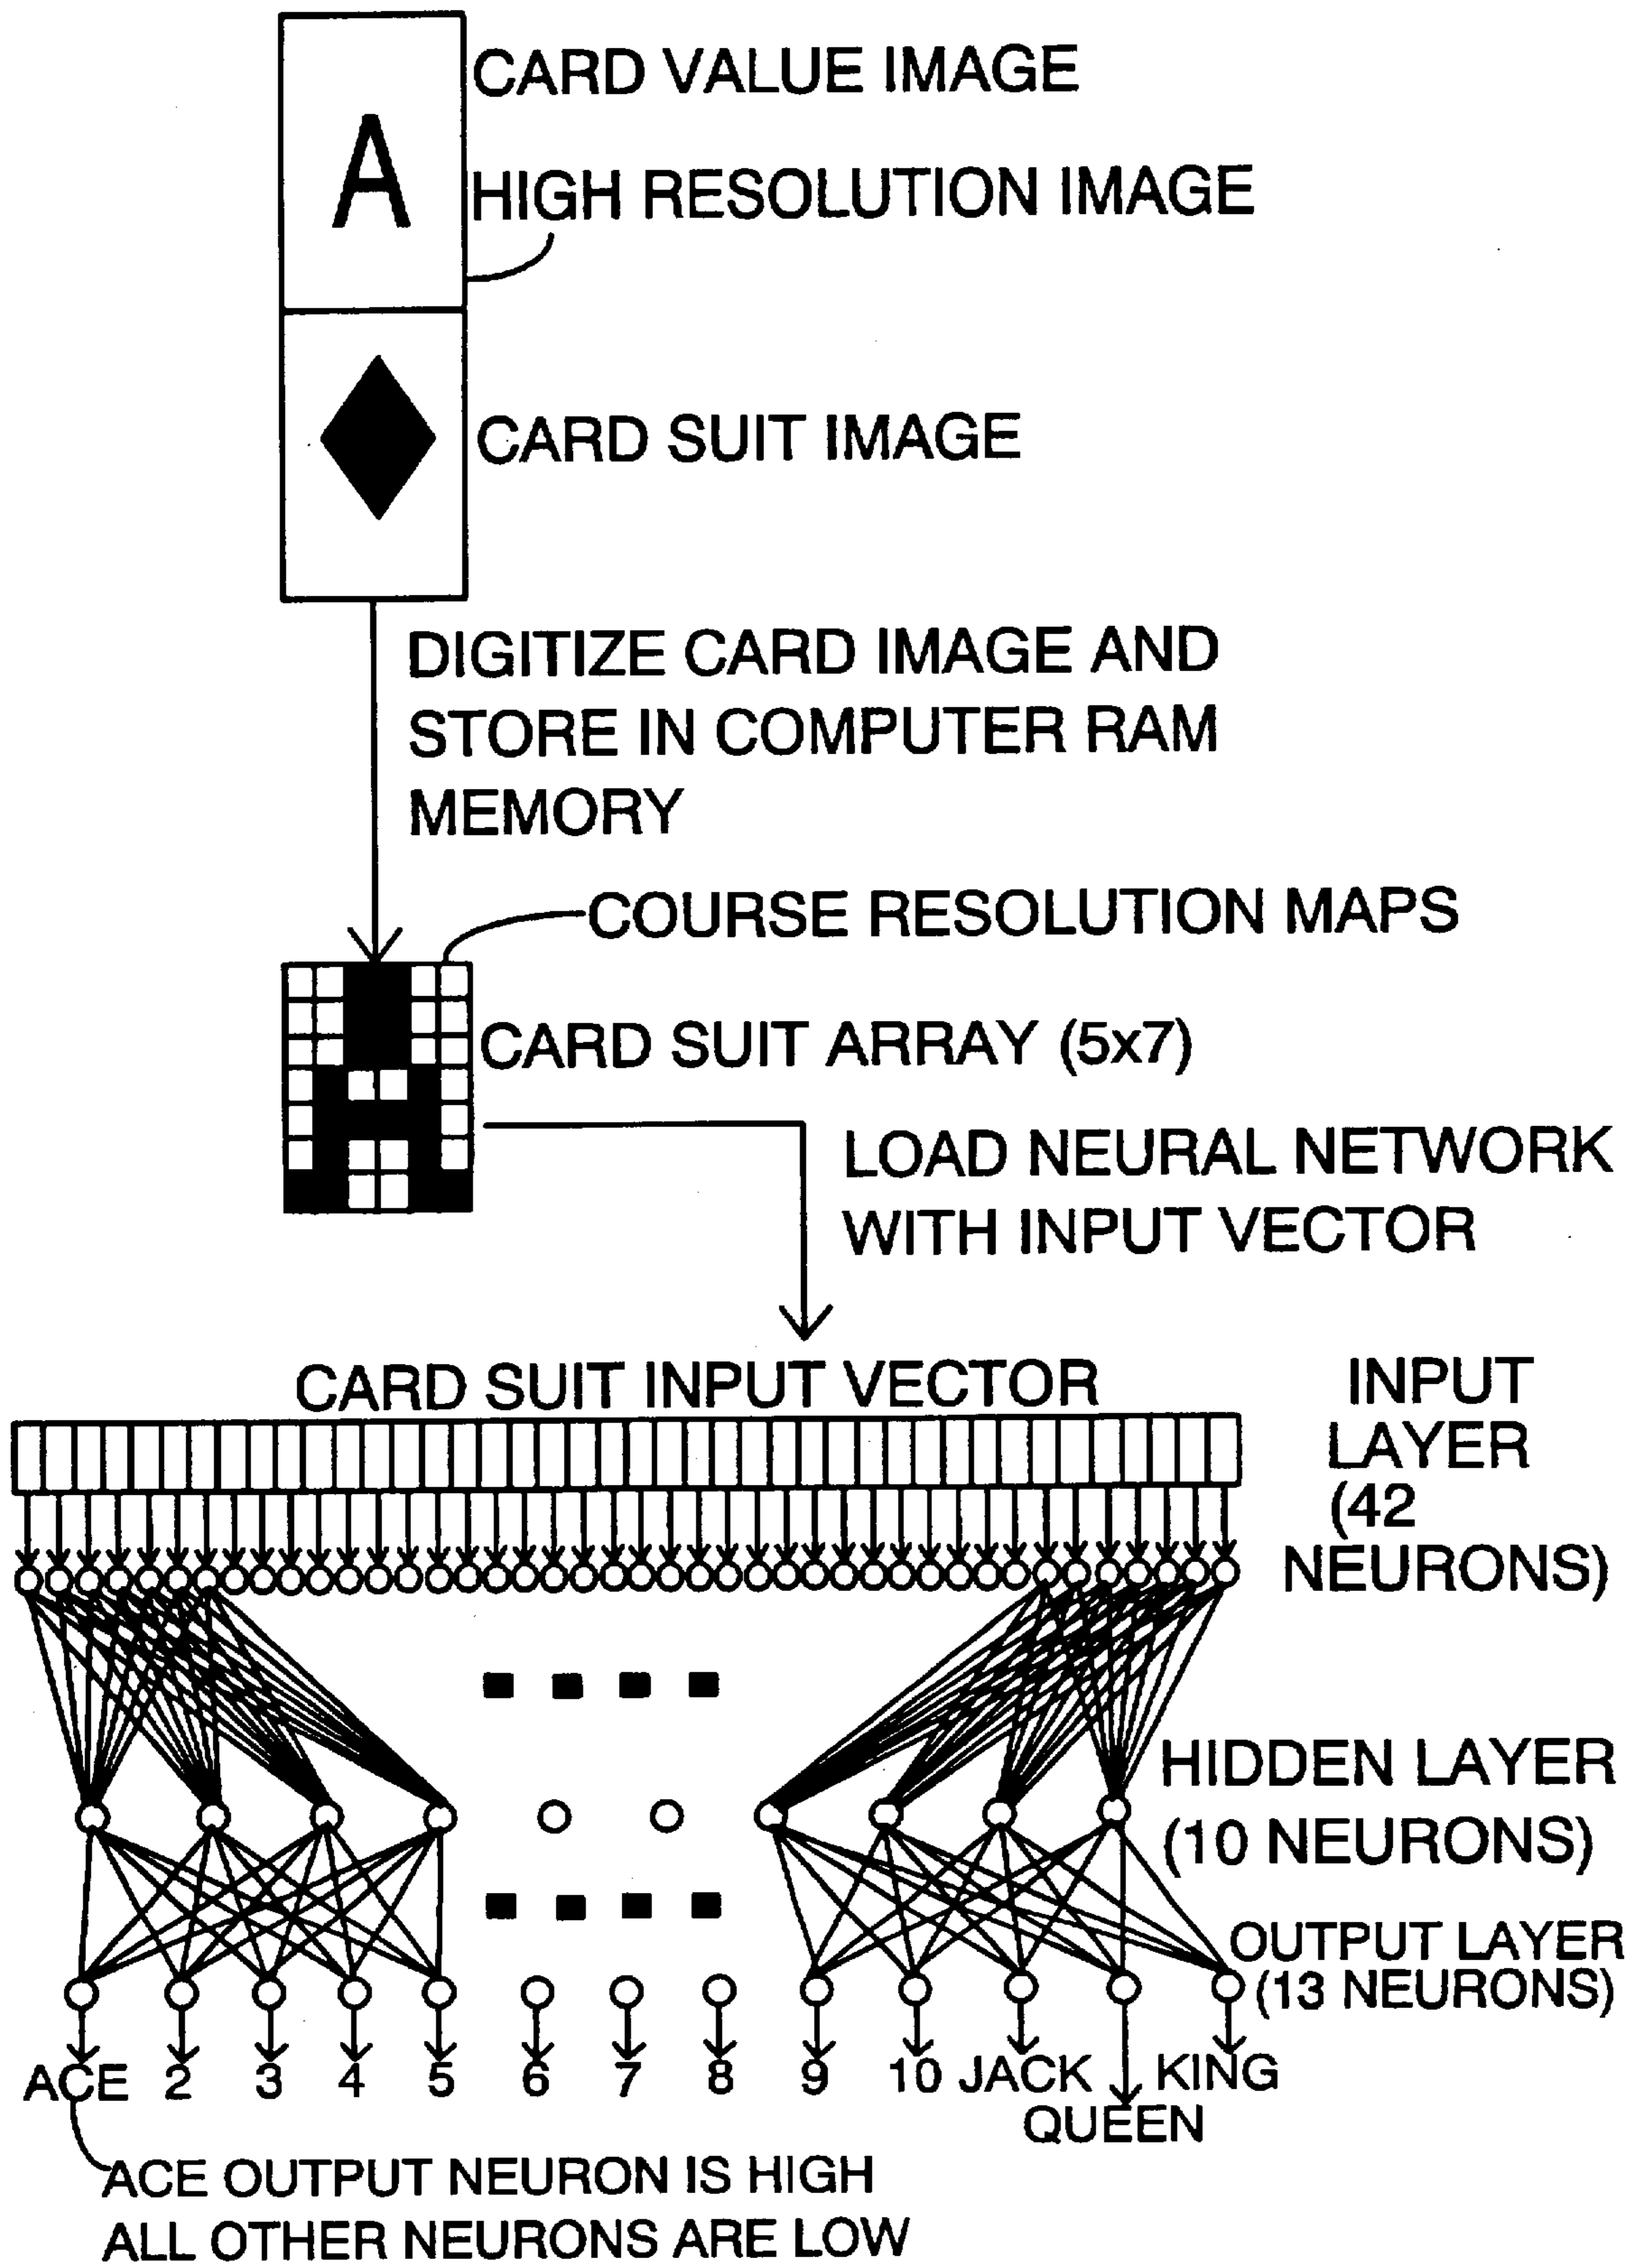 CARD VALUE IMAGE
A
HIGH RESOLUTION IMAGE
CARD SUIT IMAGE
DIGITIZE CARD IMAGE AND
STORE IN COMPUTER RAM
MEMORY
COURSE RESOLUTION MAPS
CARD SUIT ARRAY (5x7)
LOAD NEURAL NETWORK
WITH INPUT VECTOR
CARD SUIT INPUT VECTOR
INPUT
LAYER
(42
NEURONS)
HIDDEN LAYER
(10 NEURONS)
OUTPUT LAYER
(13 NEURONS)
ACE 2 3 4 5 6 7 8 9 10 JACK KING
QUEEN
ACE OUTPUT NEURON IS HIGH
ALL OTHER NEURONS ARE LOW